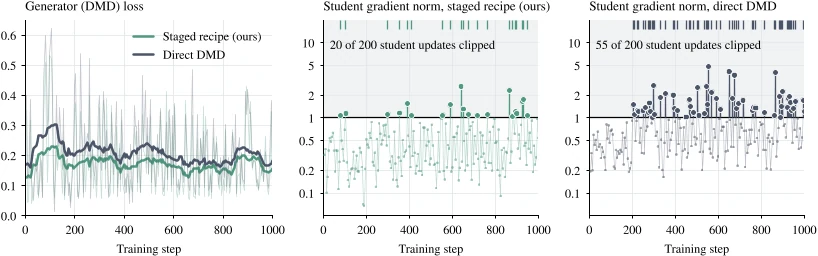 Generator (DMD) loss
0.6
0.5
0.4
0.3
0.2
0.1
0.0
Staged recipe (ours)
Direct DMD
0 200 400 600 800 1000
Training step
Student gradient norm, staged recipe (ours)
20 of 200 student updates clipped
10
5
1
0.5
0.2
0.1
0 200 400 600 800 1000
Training step
Student gradient norm, direct DMD
55 of 200 student updates clipped
10
5
1
0.5
0.2
0.1
0 200 400 600 800 1000
Training step